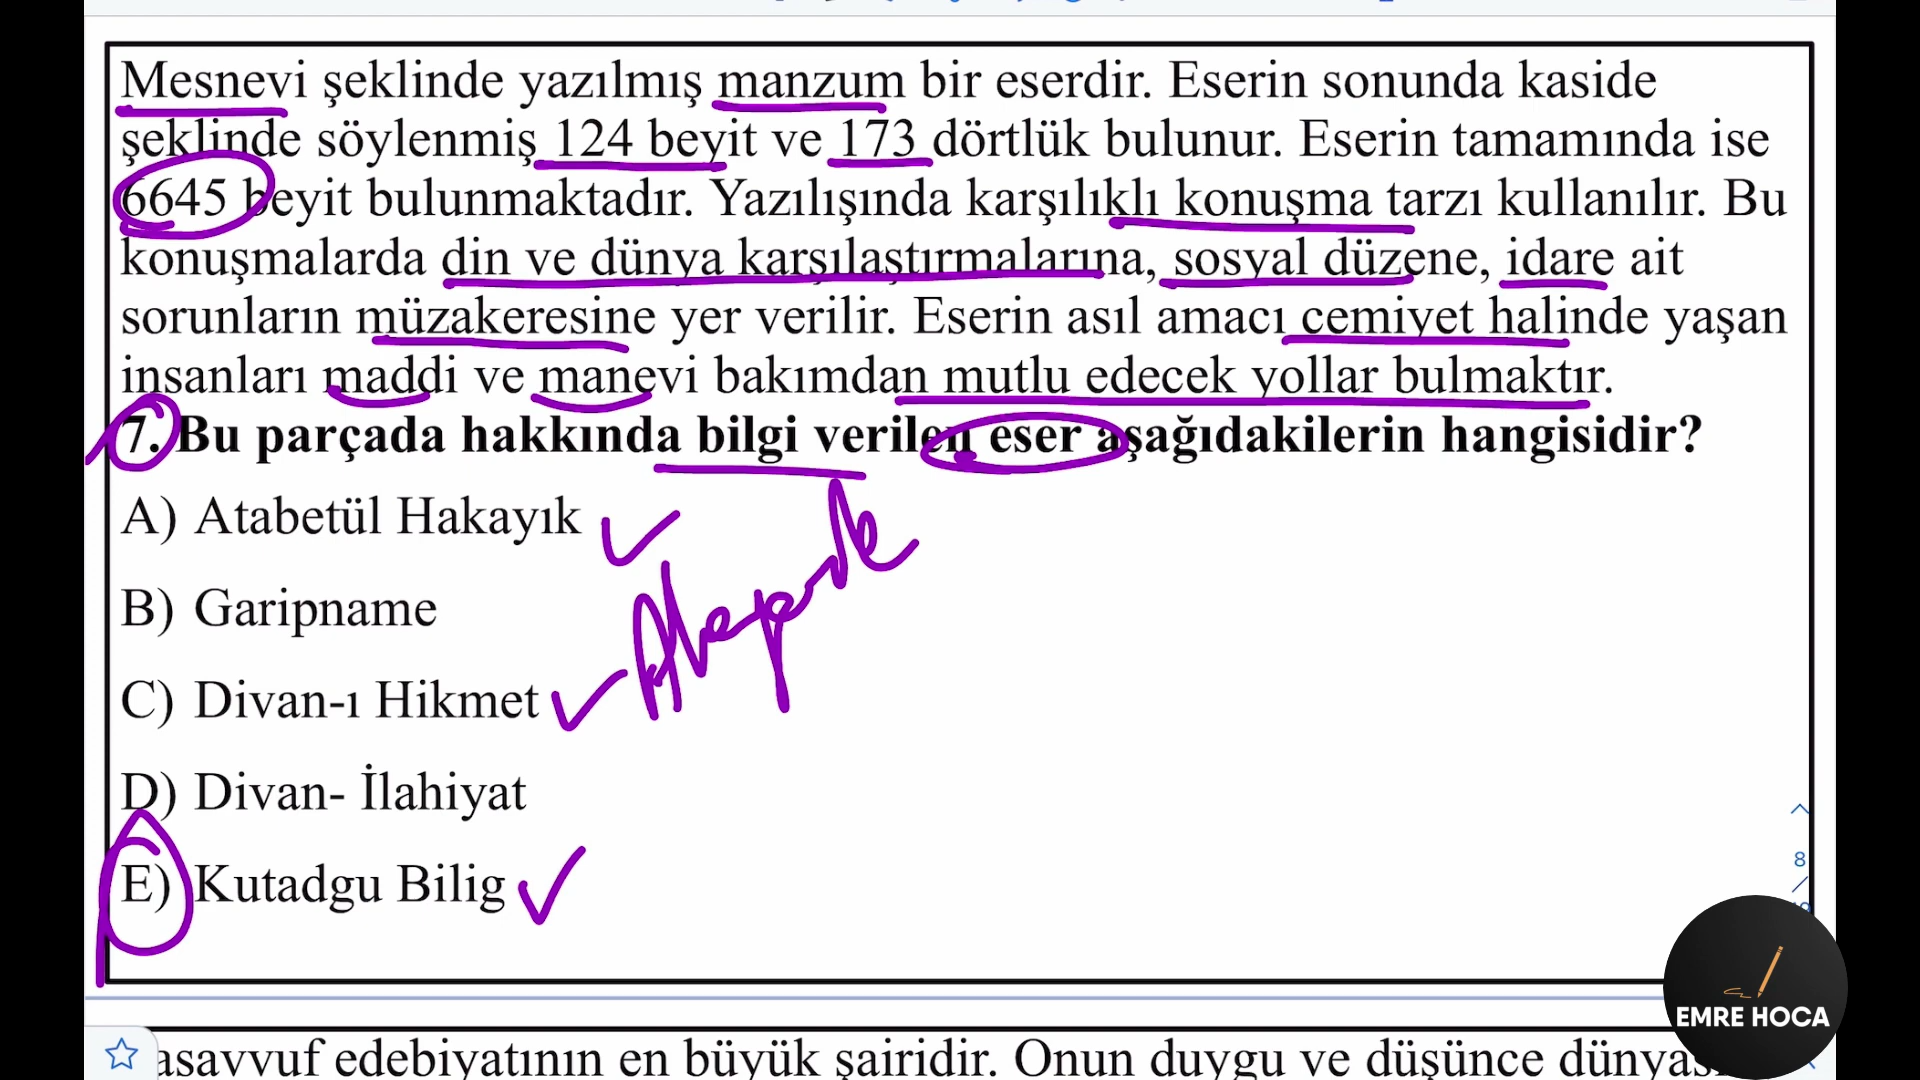 Mesnevi şeklinde yazılmış manzum bir eserdir. Eserin sonunda kaside
şeklinde söylenmiş 124 beyit ve 173 dörtlük bulunur. Eserin tamamında ise
6645 beyit bulunmaktadır. Yazılışında karşılıklı konuşma tarzı kullanılır. Bu
konuşmalarda din ve dünya karşılaştırmalarına, sosyal düzene, idare ait
sorunların müzakeresine yer verilir. Eserin asıl amacı cemiyet halinde yaşan
insanları maddi ve manevi bakımdan mutlu edecek yollar bulmaktır.
7. Bu parçada hakkında bilgi verilen eser aşağıdakilerin hangisidir?
A) Atabetül Hakayık
B) Garipname
C) Divan-ı Hikmet
D) Divan- İlahiyat
E) Kutadgu Bilig
8
EMRE HOCA
asavvuf edebiyatının en büyük şairidir. Onun duygu ve düşünce